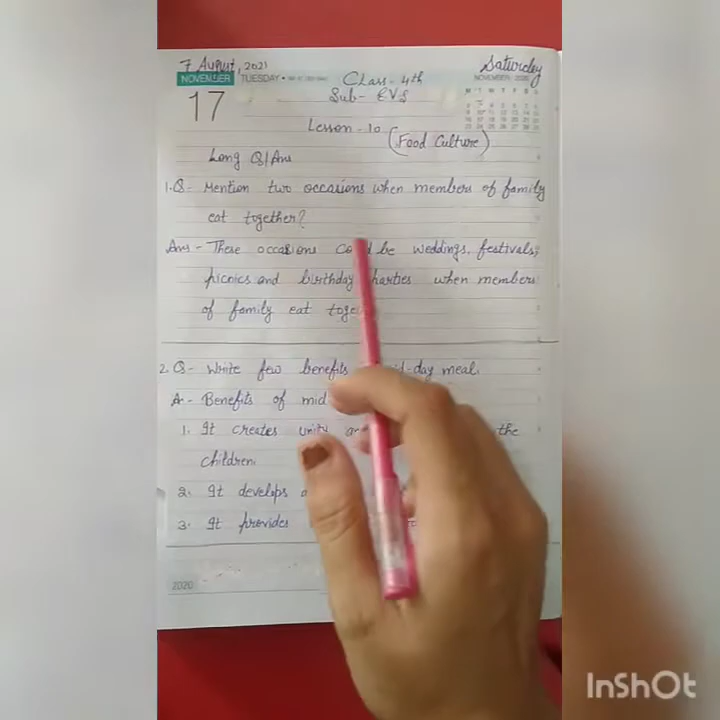 7 August, 2021
Saturday
NOVEMBER TUESDAY
NOVEMBER 2020
M T W T F S S
17
Class - 4th
Sub - EVS
Lesson - 10
(Food Culture)
Long Q/Ans
1.Q- Mention two occasions when members of family
eat together?
Ans - These occasions be weddings, festivals,
picnics and birthday parties when members
of family eat
2.Q- Write few benefits mid-day meal.
A- Benefits of mid
1. It creates unity the
children.
2. It develops
3. It provides
2020
InShOt